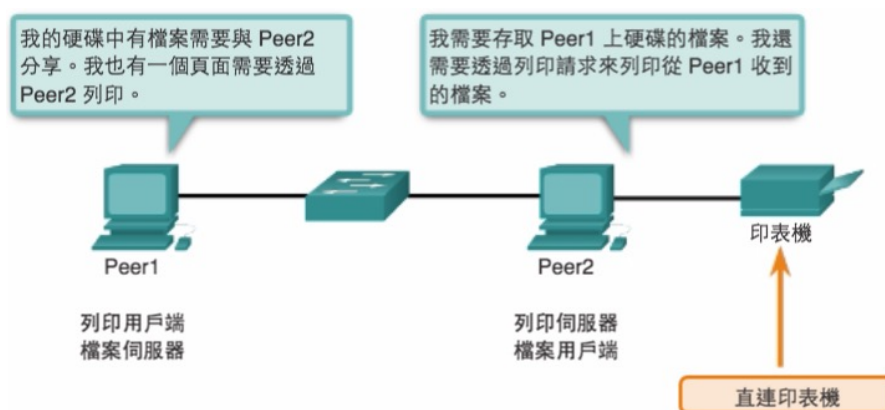 我的硬碟中有檔案需要與 Peer2
分享。我也有一個頁面需要透過
Peer2 列印。
我需要存取 Peer1 上硬碟的檔案。我還
需要透過列印請求來列印從 Peer1 收到
的檔案。
Peer1
Peer2
印表機
列印用戶端
檔案伺服器
列印伺服器
檔案用戶端
直連印表機